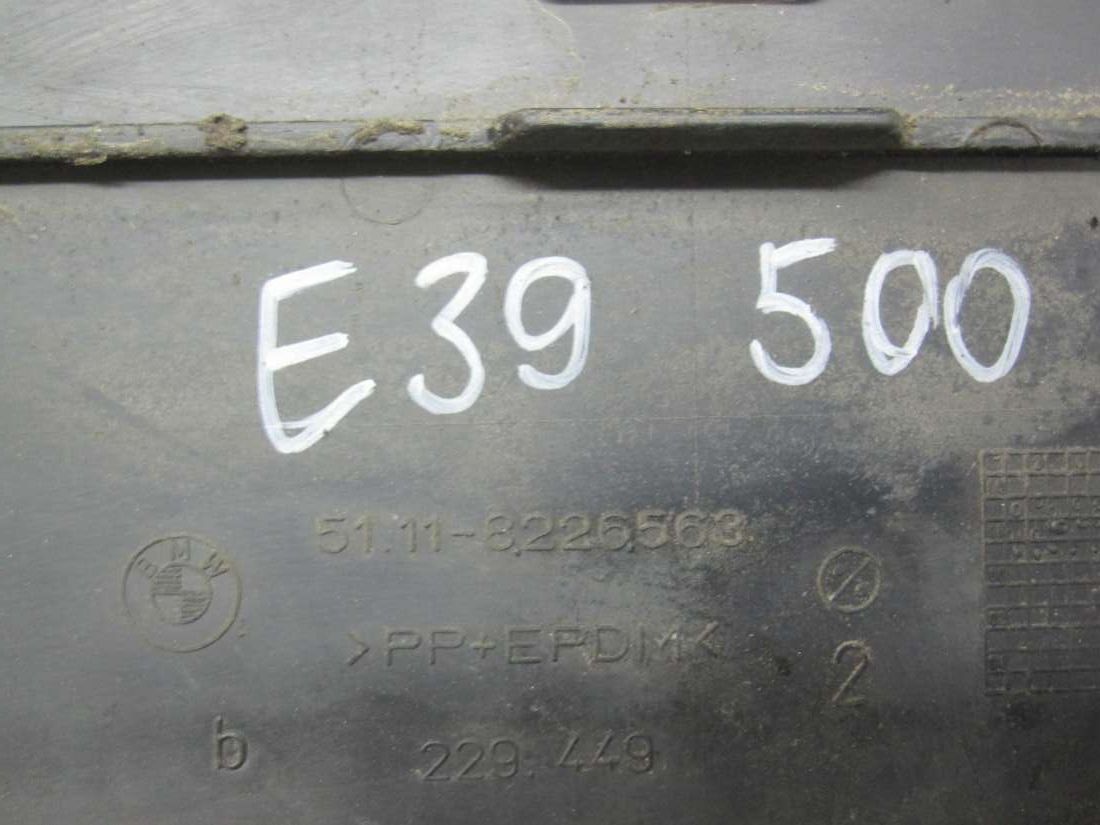 E39 500
51.11-8226563
BMW
>PP+EPDM<
2
b
229.449